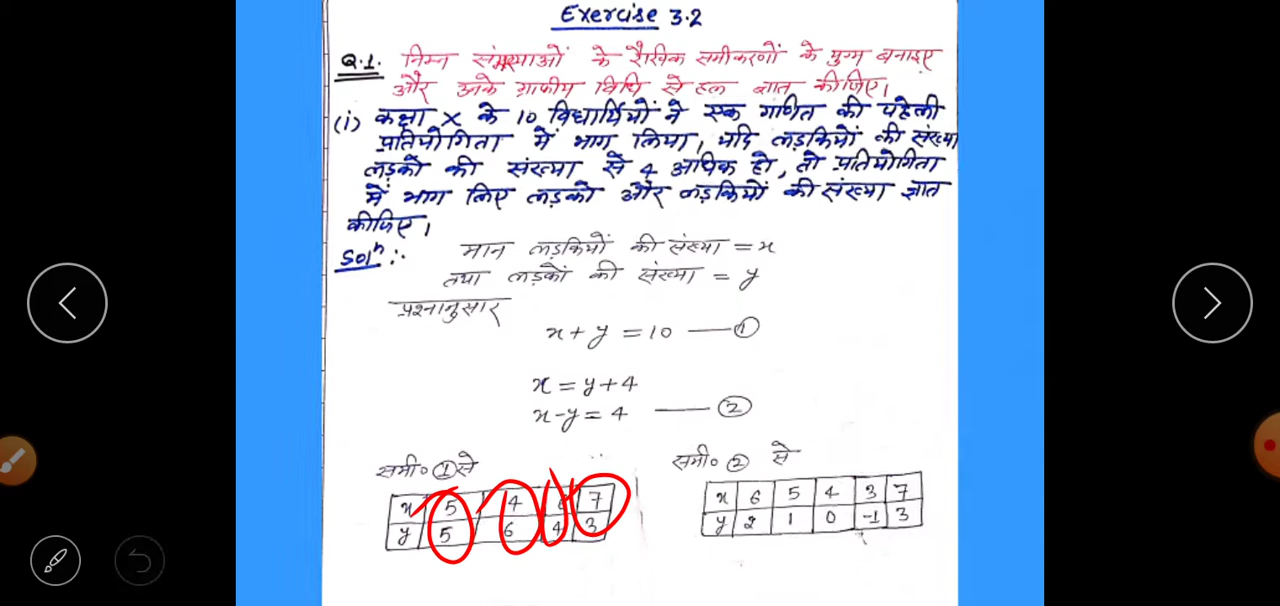 Exercise 3.2
Q.1. निम्न समस्याओं के रैखिक समीकरणों के युग्म बनाइए
और उनके ग्राफीय विधि से हल ज्ञात कीजिए।
(i) कक्षा X के 10 विद्यार्थियों ने एक गणित की पहेली
प्रतियोगिता में भाग लिया, यदि लड़कियों की संख्या
लड़कों की संख्या से 4 अधिक हो, तो प्रतियोगिता
में भाग लिए लड़को और लड़कियों की संख्या ज्ञात
कीजिए।
Solⁿ :· मान लड़कियों की संख्या = x
तथा लड़कों की संख्या = y
प्रश्नानुसार
x + y = 10 —— ①
x = y + 4
x - y = 4 —— ②
समी० ① से
x 5 4 7
y 5 6 4 3
समी० ② से
x 6 5 4 3 7
y 2 1 0 -1 3